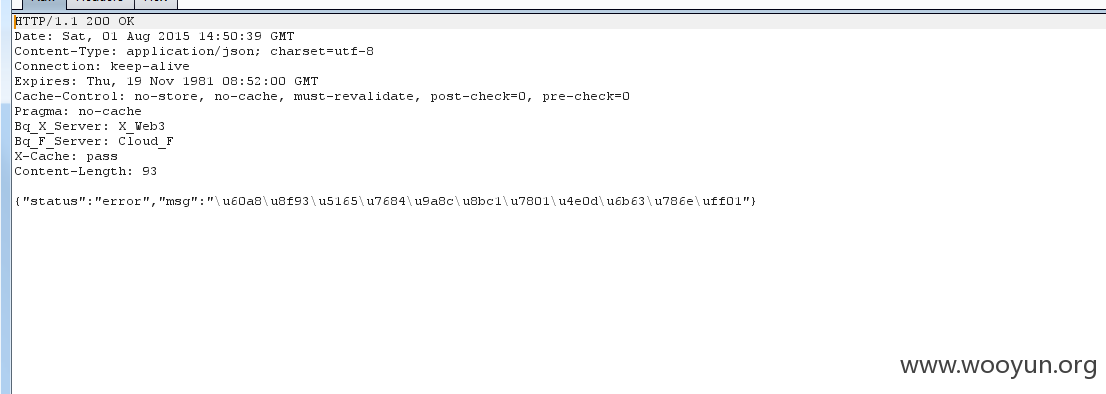 Raw Headers Hex
HTTP/1.1 200 OK
Date: Sat, 01 Aug 2015 14:50:39 GMT
Content-Type: application/json; charset=utf-8
Connection: keep-alive
Expires: Thu, 19 Nov 1981 08:52:00 GMT
Cache-Control: no-store, no-cache, must-revalidate, post-check=0, pre-check=0
Pragma: no-cache
Bq_X_Server: X_Web3
Bq_F_Server: Cloud_F
X-Cache: pass
Content-Length: 93
{"status":"error","msg":"\u60a8\u8f93\u5165\u7684\u9a8c\u8bc1\u7801\u4e0d\u6b63\u786e\uff01"}
www.wooyun.org